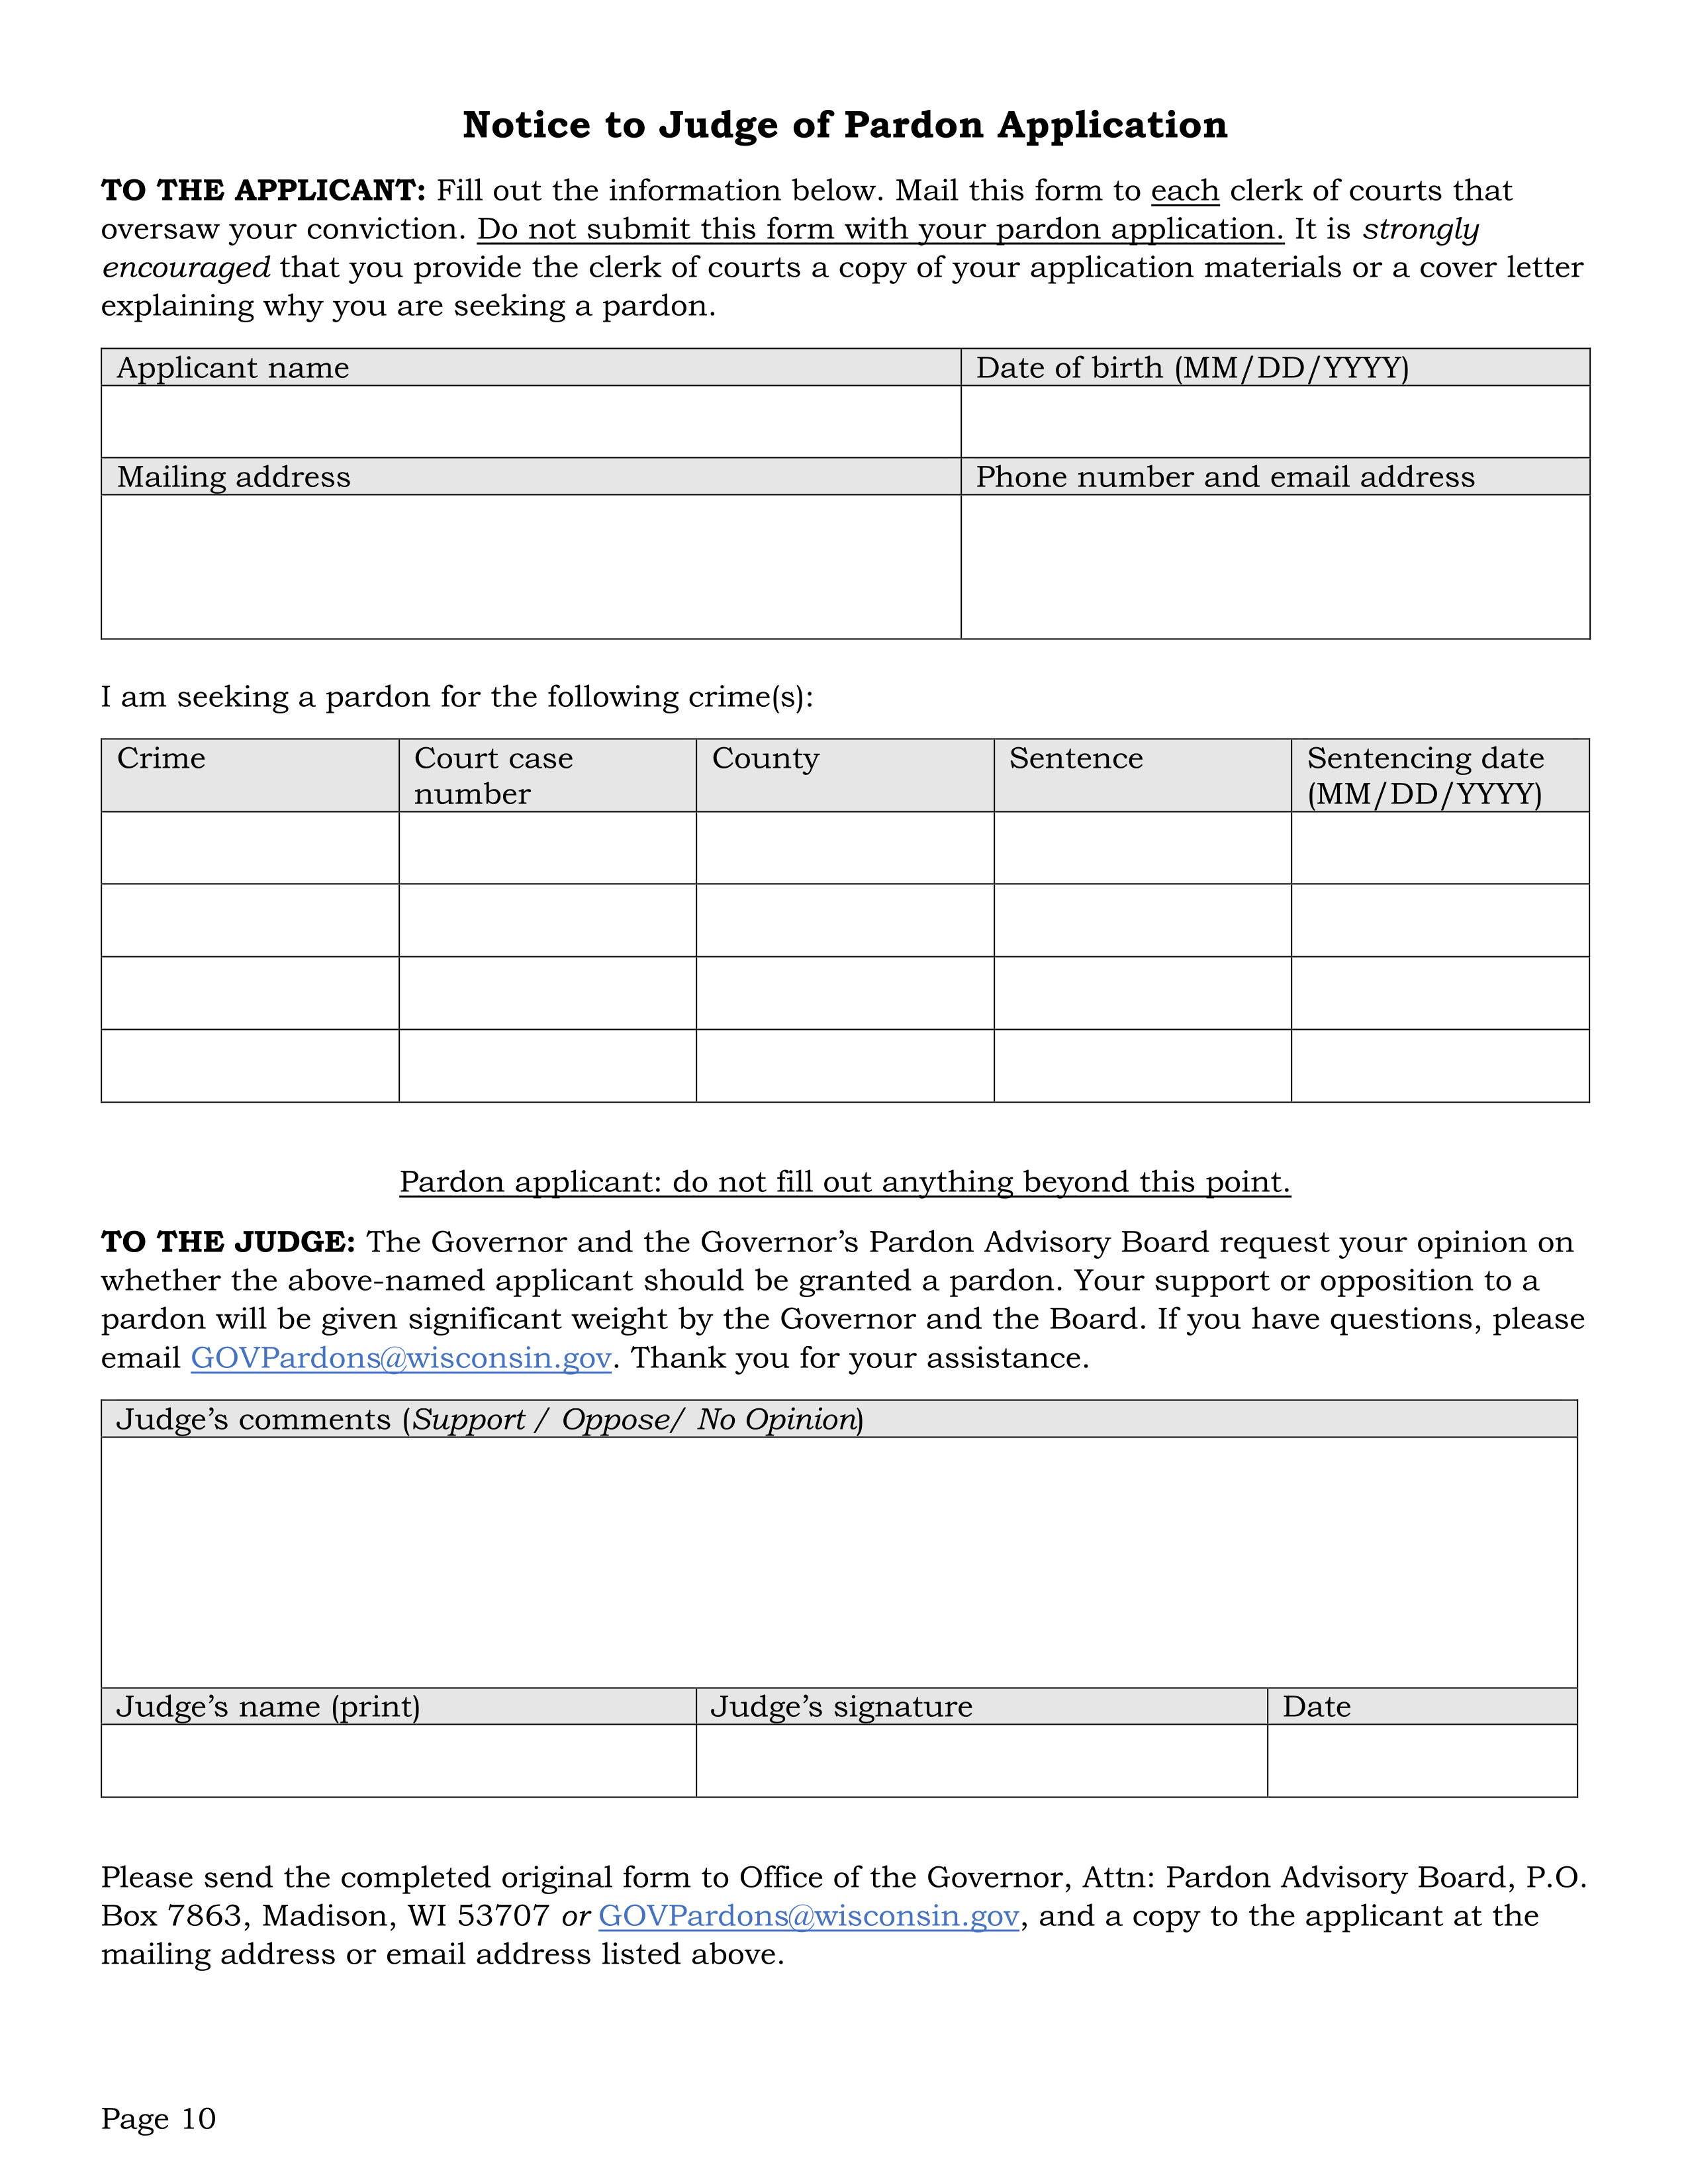 Notice to Judge of Pardon Application
TO THE APPLICANT: Fill out the information below. Mail this form to each clerk of courts that
oversaw your conviction. Do not submit this form with your pardon application. It is strongly
encouraged that you provide the clerk of courts a copy of your application materials or a cover letter
explaining why you are seeking a pardon.
Applicant name
Date of birth (MM/DD/YYYY)
Mailing address
Phone number and email address
I am seeking a pardon for the following crime(s):
Crime
Court case
number
County
Sentence
Sentencing date
(MM/DD/YYYY)
Pardon applicant: do not fill out anything beyond this point.
TO THE JUDGE: The Governor and the Governor’s Pardon Advisory Board request your opinion on
whether the above-named applicant should be granted a pardon. Your support or opposition to a
pardon will be given significant weight by the Governor and the Board. If you have questions, please
email GOVPardons@wisconsin.gov. Thank you for your assistance.
Judge’s comments (Support / Oppose/ No Opinion)
Judge’s name (print)
Judge’s signature
Date
Please send the completed original form to Office of the Governor, Attn: Pardon Advisory Board, P.O.
Box 7863, Madison, WI 53707 or GOVPardons@wisconsin.gov, and a copy to the applicant at the
mailing address or email address listed above.
Page 10